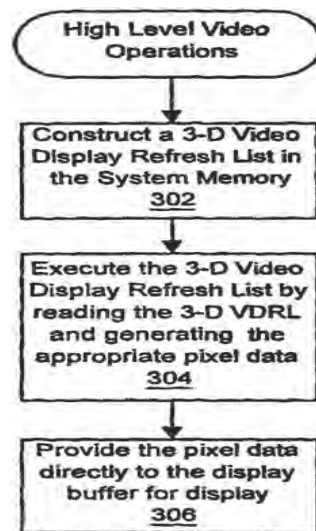 High Level Video
Operations
Construct a 3-D Video
Display Refresh List in
the System Memory
302
Execute the 3-D Video
Display Refresh List by
reading the 3-D VDRL
and generating the
appropriate pixel data
304
Provide the pixel data
directly to the display
buffer for display
306